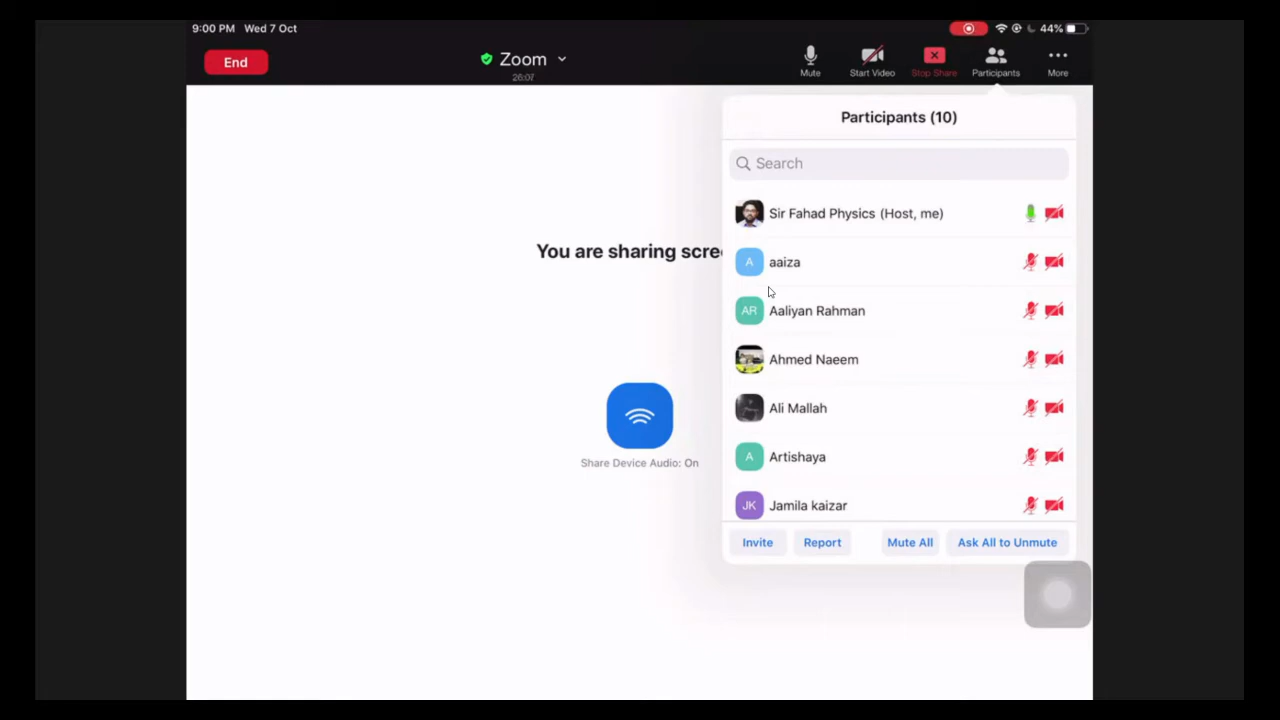 9:00 PM Wed 7 Oct
44%
End
Zoom
26:07
Mute
Start Video
Stop Share
Participants
More
Participants (10)
Search
Sir Fahad Physics (Host, me)
A aaiza
AR Aaliyan Rahman
Ahmed Naeem
Ali Mallah
A Artishaya
JK Jamila kaizar
Invite Report Mute All Ask All to Unmute
You are sharing scre
Share Device Audio: On